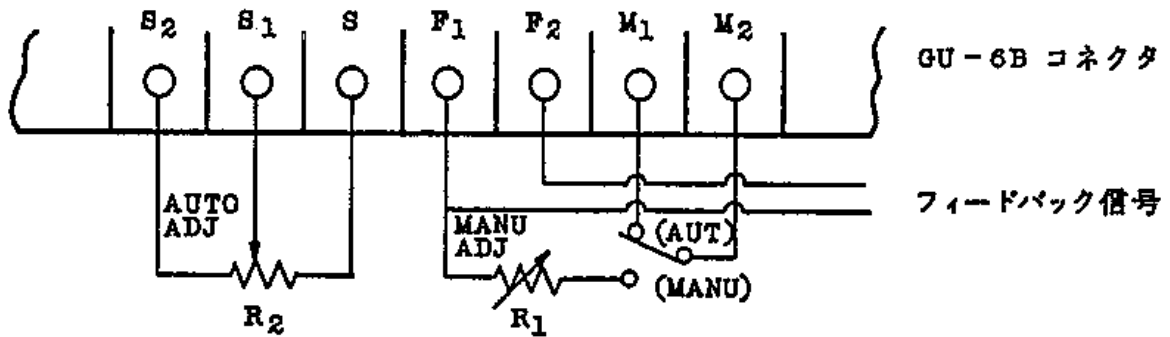 S₂ S₁ S F₁ F₂ M₁ M₂
GU-6B コネクタ
フィードバック信号
AUTO
ADJ
MANU
ADJ
(AUT)
(MANU)
R₂
R₁